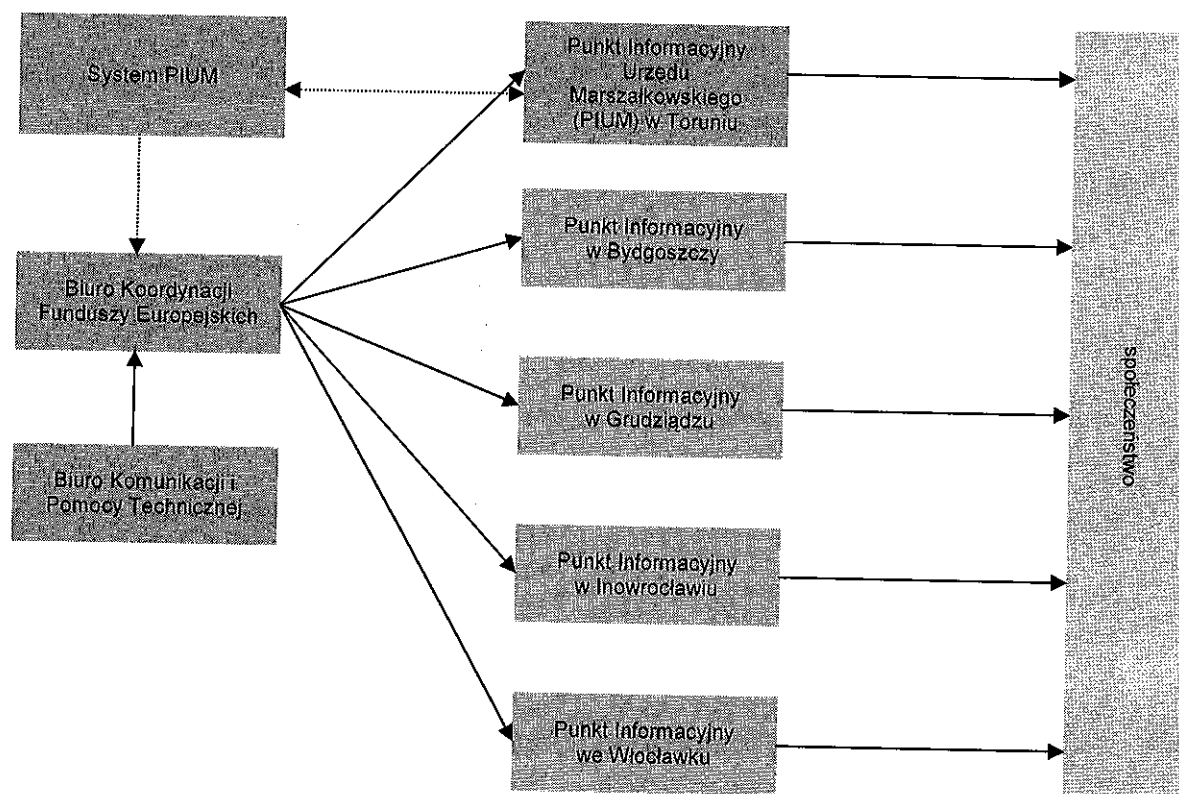 System PIUM
Punkt Informacyjny
Urzędu
Marszałkowskiego
(PIUM) w Toruniu
Punkt Informacyjny
w Bydgoszczy
Biuro Koordynacji
Funduszy Europejskich
Punkt Informacyjny
w Grudziądzu
społeczeństwo
Biuro Komunikacji i
Pomocy Technicznej
Punkt Informacyjny
w Inowrocławiu
Punkt Informacyjny
we Włocławku